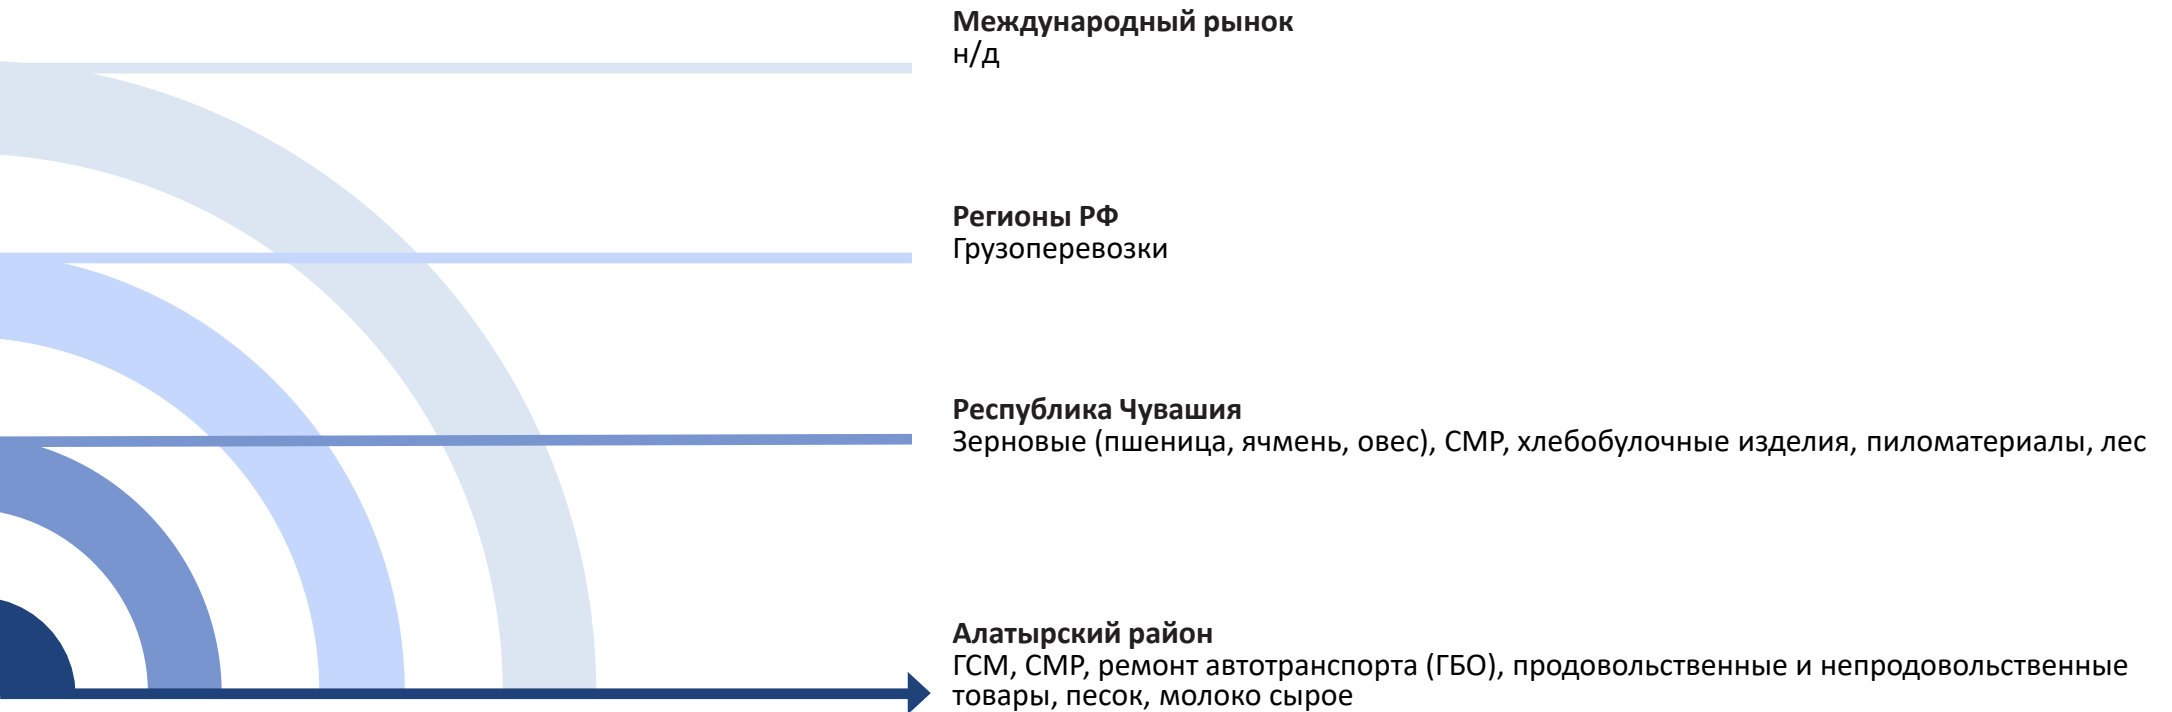 Международный рынок
н/д
Регионы РФ
Грузоперевозки
Республика Чувашия
Зерновые (пшеница, ячмень, овес), СМР, хлебобулочные изделия, пиломатериалы, лес
Алатырский район
ГСМ, СМР, ремонт автотранспорта (ГБО), продовольственные и непродовольственные
товары, песок, молоко сырое